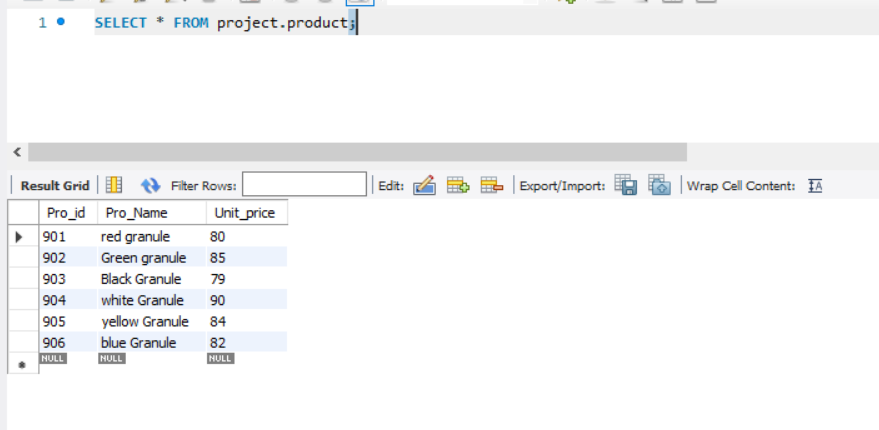 1 SELECT * FROM project.product;
Result Grid Filter Rows: Edit: Export/Import: Wrap Cell Content: IA
Pro_id Pro_Name Unit_price
901 red granule 80
902 Green granule 85
903 Black Granule 79
904 white Granule 90
905 yellow Granule 84
906 blue Granule 82
NULL NULL NULL